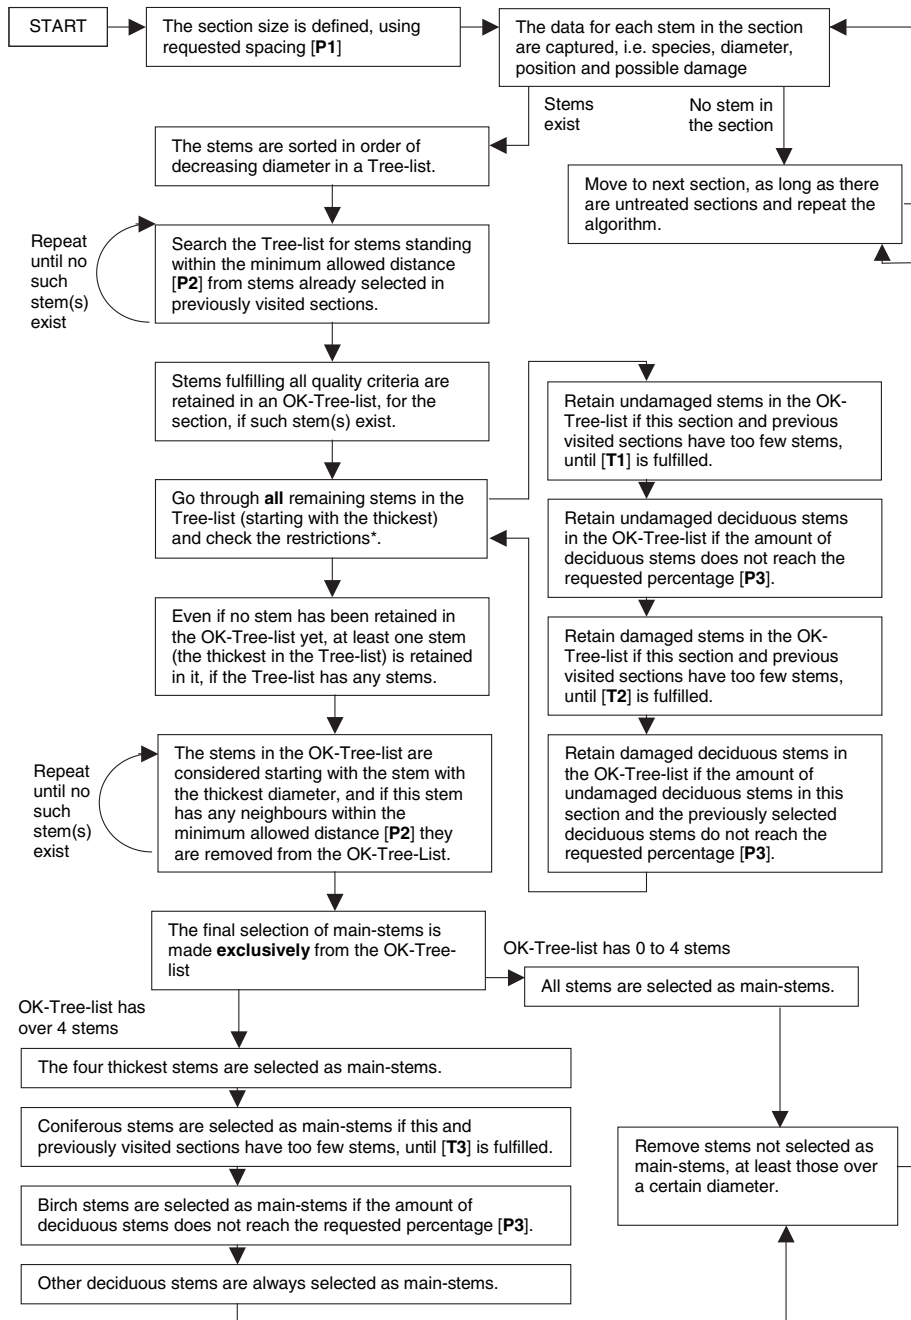 START
The section size is defined, using
requested spacing [P1]
The data for each stem in the section
are captured, i.e. species, diameter,
position and possible damage
Stems
exist
No stem in
the section
The stems are sorted in order of
decreasing diameter in a Tree-list.
Move to next section, as long as there
are untreated sections and repeat the
algorithm.
Repeat
until no
such
stem(s)
exist
Search the Tree-list for stems standing
within the minimum allowed distance
[P2] from stems already selected in
previously visited sections.
Stems fulfilling all quality criteria are
retained in an OK-Tree-list, for the
section, if such stem(s) exist.
Go through all remaining stems in the
Tree-list (starting with the thickest)
and check the restrictions*.
Retain undamaged stems in the OK-
Tree-list if this section and previous
visited sections have too few stems,
until [T1] is fulfilled.
Retain undamaged deciduous stems
in the OK-Tree-list if the amount of
deciduous stems does not reach the
requested percentage [P3].
Retain damaged stems in the OK-
Tree-list if this section and previous
visited sections have too few stems,
until [T2] is fulfilled.
Retain damaged deciduous stems in
the OK-Tree-list if the amount of
undamaged deciduous stems in this
section and the previously selected
deciduous stems do not reach the
requested percentage [P3].
Even if no stem has been retained in
the OK-Tree-list yet, at least one stem
(the thickest in the Tree-list) is retained
in it, if the Tree-list has any stems.
Repeat
until no
such
stem(s)
exist
The stems in the OK-Tree-list are
considered starting with the stem with
the thickest diameter, and if this stem
has any neighbours within the
minimum allowed distance [P2] they
are removed from the OK-Tree-List.
The final selection of main-stems is
made exclusively from the OK-Tree-
list
OK-Tree-list has 0 to 4 stems
All stems are selected as main-stems.
OK-Tree-list has
over 4 stems
The four thickest stems are selected as main-stems.
Coniferous stems are selected as main-stems if this and
previously visited sections have too few stems, until [T3] is fulfilled.
Birch stems are selected as main-stems if the amount of
deciduous stems does not reach the requested percentage [P3].
Other deciduous stems are always selected as main-stems.
Remove stems not selected as
main-stems, at least those over
a certain diameter.